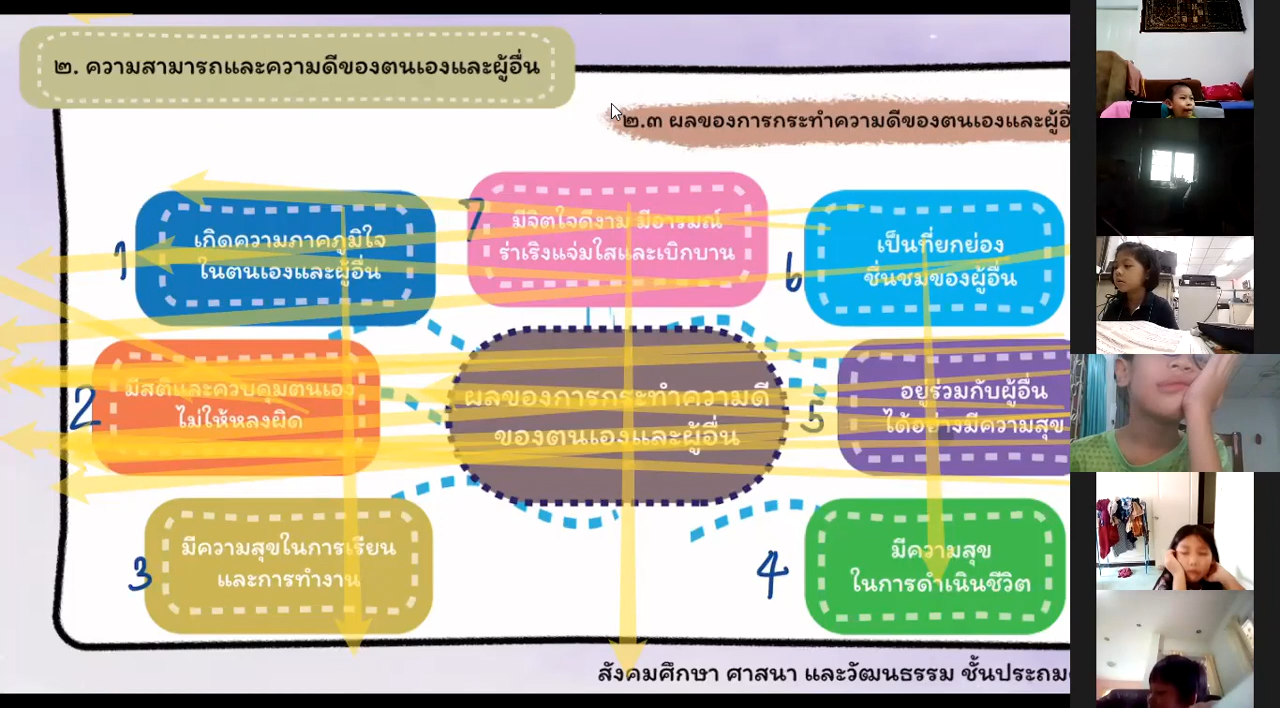 ๒. ความสามารถและความดีของตนเองและผู้อื่น
๒.๓ ผลของการกระทำความดีของตนเองและผู้อื่
1
เกิดความภาคภูมิใจ
ในตนเองและผู้อื่น
7
มีจิตใจดีงาม มีอารมณ์
ร่าเริงแจ่มใสและเบิกบาน
6
เป็นที่ยกย่อง
ชื่นชมของผู้อื่น
2
มีสติและควบคุมตนเอง
ไม่ให้หลงผิด
ผลของการกระทำความดี
ของตนเองและผู้อื่น
5
อยู่ร่วมกับผู้อื่น
ได้อย่างมีความสุข
3
มีความสุขในการเรียน
และการทำงาน
4
มีความสุข
ในการดำเนินชีวิต
สังคมศึกษา ศาสนา และวัฒนธรรม ชั้นประถม